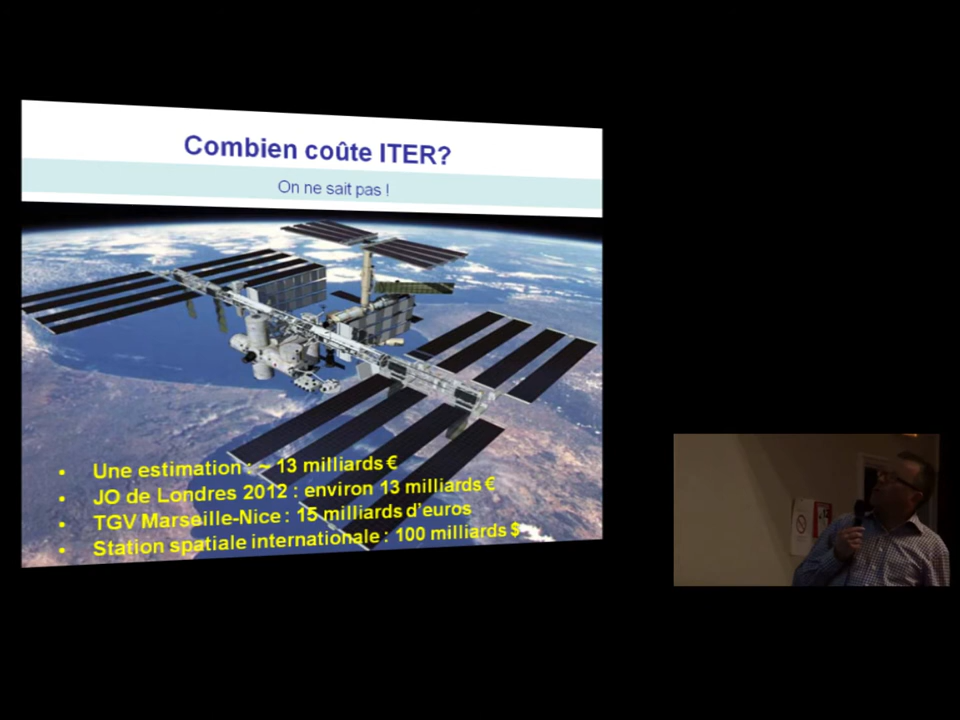 Combien coûte ITER?
On ne sait pas !
• Une estimation : ~ 13 milliards €
• JO de Londres 2012 : environ 13 milliards €
• TGV Marseille-Nice : 15 milliards d'euros
• Station spatiale internationale : 100 milliards $